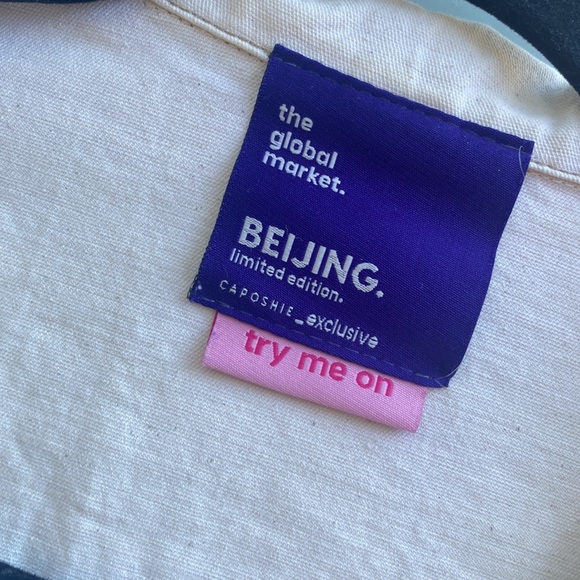 the
global
market.
BEIJING.
limited edition.
CAPOSHIE_exclusive
try me on